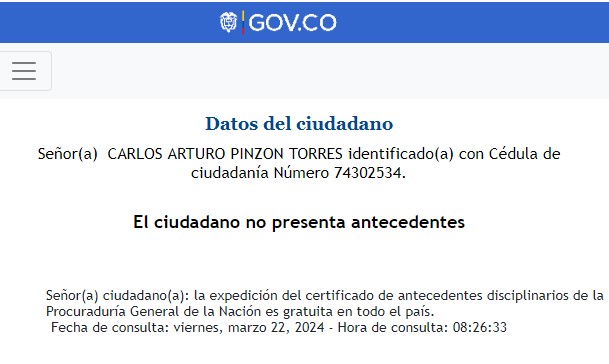 GOV.CO
Datos del ciudadano
Señor(a)  CARLOS ARTURO PINZON TORRES identificado(a) con Cédula de
ciudadanía Número 74302534.
El ciudadano no presenta antecedentes
Señor(a) ciudadano(a): la expedición del certificado de antecedentes disciplinarios de la
Procuraduría General de la Nación es gratuita en todo el país.
Fecha de consulta: viernes, marzo 22, 2024 - Hora de consulta: 08:26:33